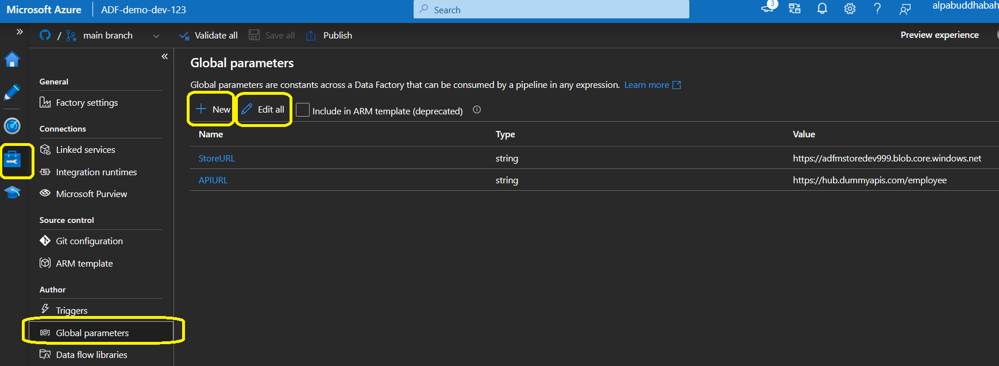 Microsoft Azure ADF-demo-dev-123 Search 3 alpabuddhabah
/ main branch Validate all Save all Publish Preview experience
General
Factory settings
Connections
Linked services
Integration runtimes
Microsoft Purview
Source control
Git configuration
ARM template
Author
Triggers
Global parameters
Data flow libraries
Global parameters
Global parameters are constants across a Data Factory that can be consumed by a pipeline in any expression. Learn more
New Edit all Include in ARM template (deprecated)
Name Type Value
StoreURL string https://adfmstoredev999.blob.core.windows.net
APIURL string https://hub.dummyapis.com/employee